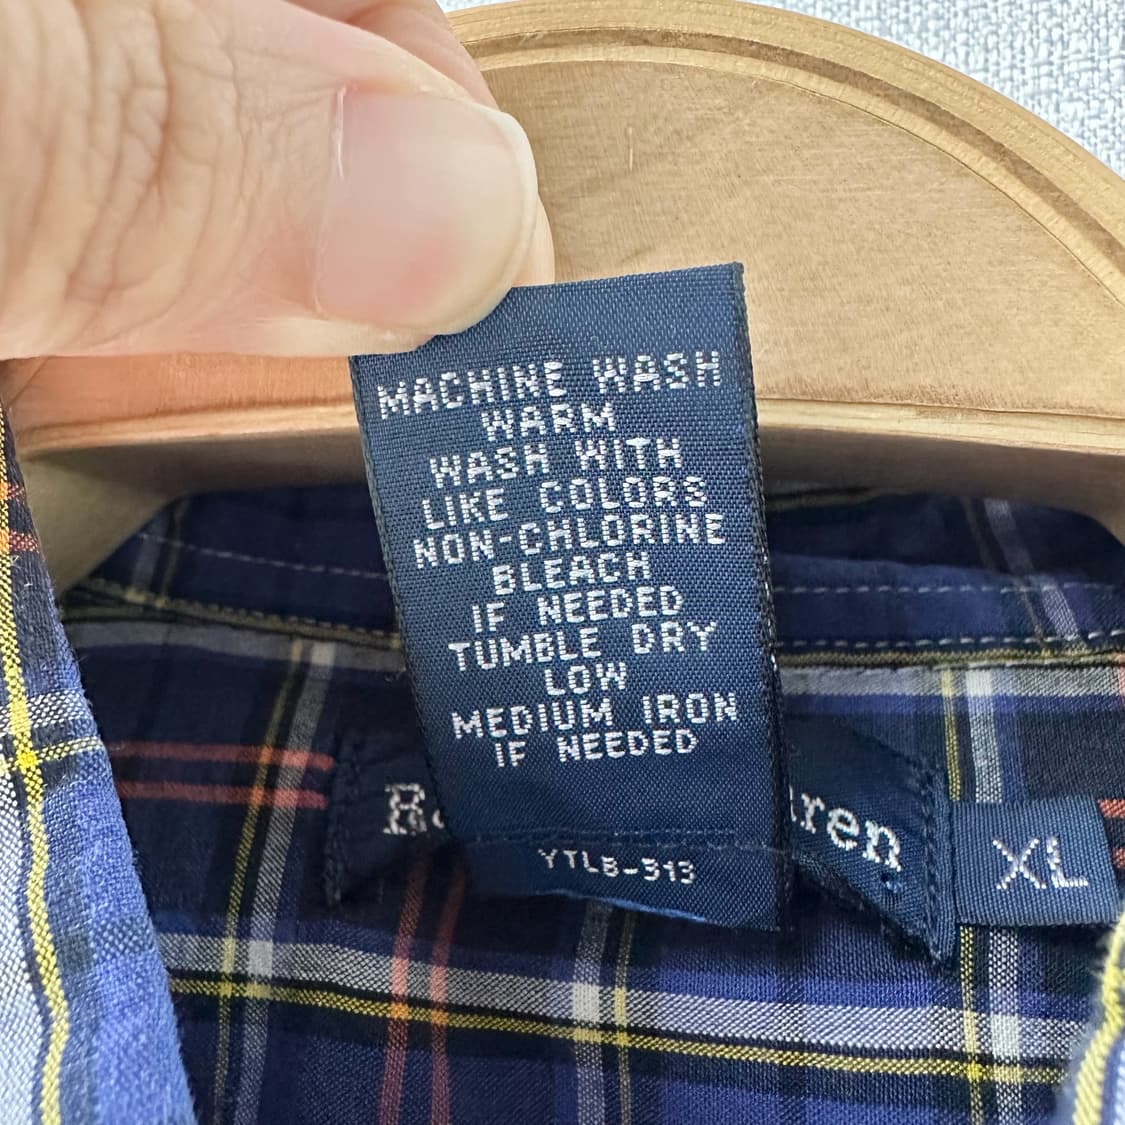 MACHINE WASH
WARM
WASH WITH
LIKE COLORS
NON-CHLORINE
BLEACH
IF NEEDED
TUMBLE DRY
LOW
MEDIUM IRON
IF NEEDED
YTLB-313
XL